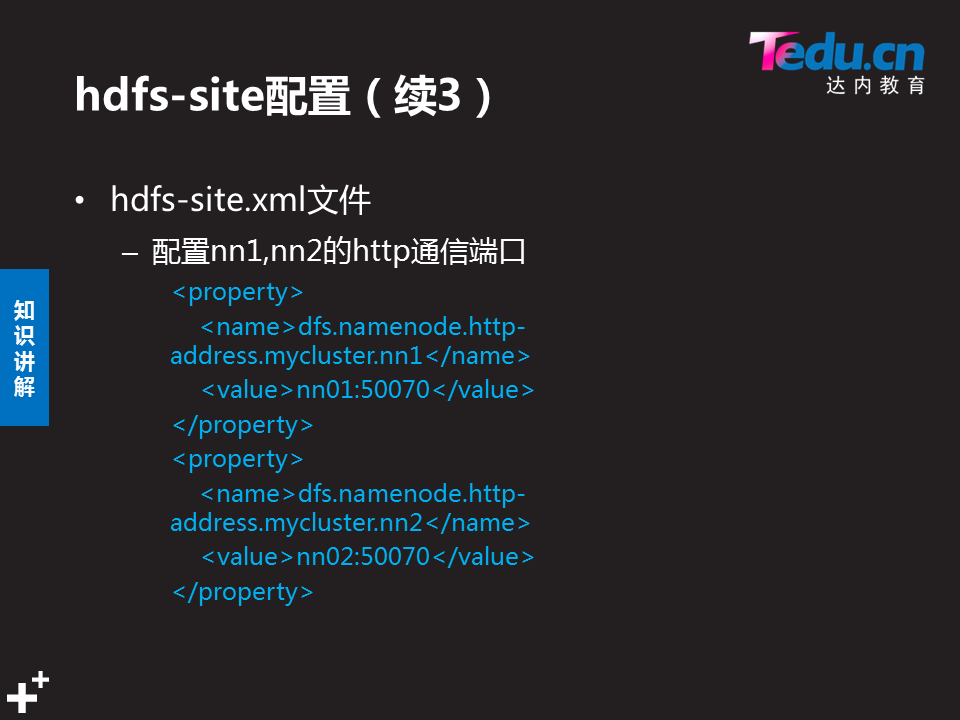 Tedu.cn
达内教育
hdfs-site配置（续3）
• hdfs-site.xml文件
– 配置nn1,nn2的http通信端口
<property>
<name>dfs.namenode.http-
address.mycluster.nn1</name>
<value>nn01:50070</value>
</property>
<property>
<name>dfs.namenode.http-
address.mycluster.nn2</name>
<value>nn02:50070</value>
</property>
知
识
讲
解